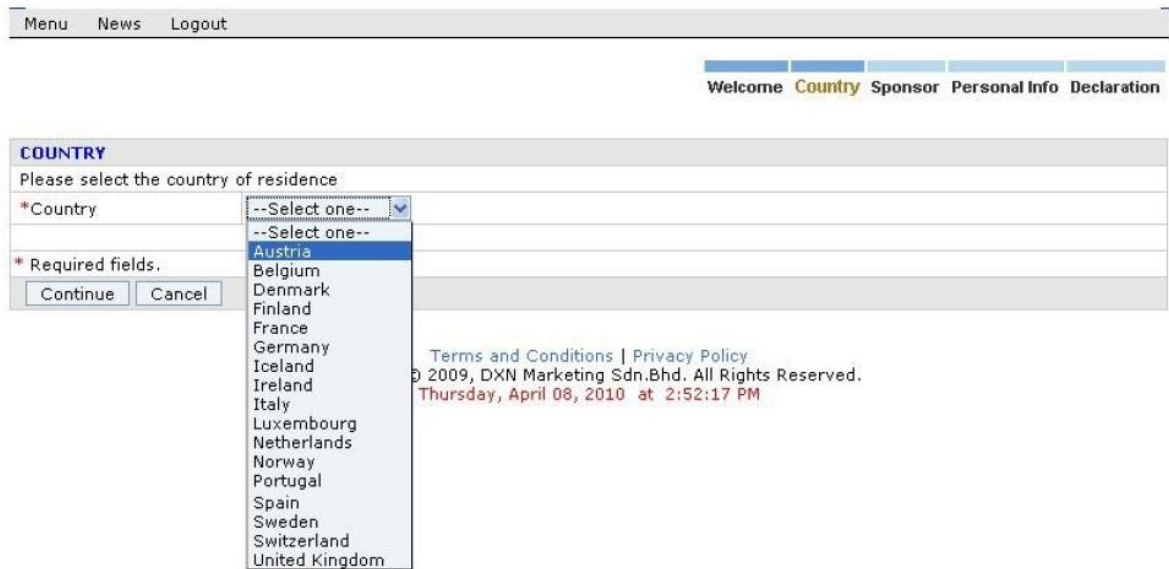 Menu News Logout
Welcome Country Sponsor Personal Info Declaration
COUNTRY
Please select the country of residence
*Country --Select one--
--Select one--
Austria
* Required fields.
Belgium
Continue Cancel
Denmark
Finland
France
Germany
Iceland
Ireland
Italy
Luxembourg
Netherlands
Norway
Portugal
Spain
Sweden
Switzerland
United Kingdom
Terms and Conditions | Privacy Policy
© 2009, DXN Marketing Sdn.Bhd. All Rights Reserved.
Thursday, April 08, 2010 at 2:52:17 PM